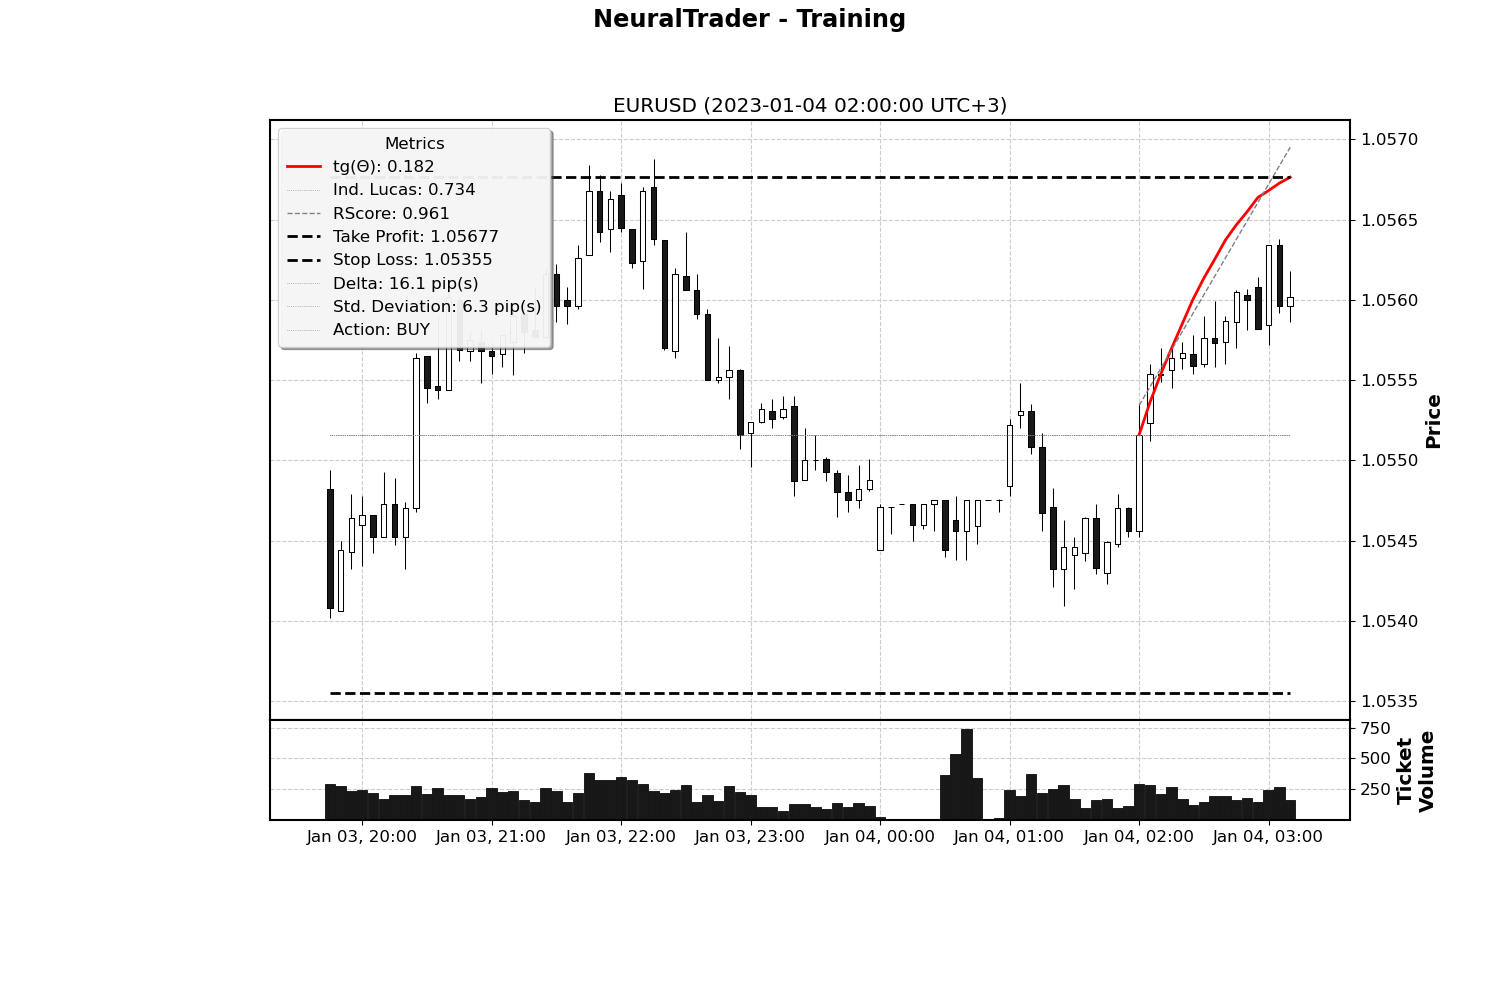 NeuralTrader - Training
EURUSD (2023-01-04 02:00:00 UTC+3)
Metrics
tg(Θ): 0.182
Ind. Lucas: 0.734
RScore: 0.961
Take Profit: 1.05677
Stop Loss: 1.05355
Delta: 16.1 pip(s)
Std. Deviation: 6.3 pip(s)
Action: BUY
1.0570
1.0565
1.0560
1.0555
1.0550
1.0545
1.0540
1.0535
Price
750
500
250
Ticket
Volume
Jan 03, 20:00 Jan 03, 21:00 Jan 03, 22:00 Jan 03, 23:00 Jan 04, 00:00 Jan 04, 01:00 Jan 04, 02:00 Jan 04, 03:00